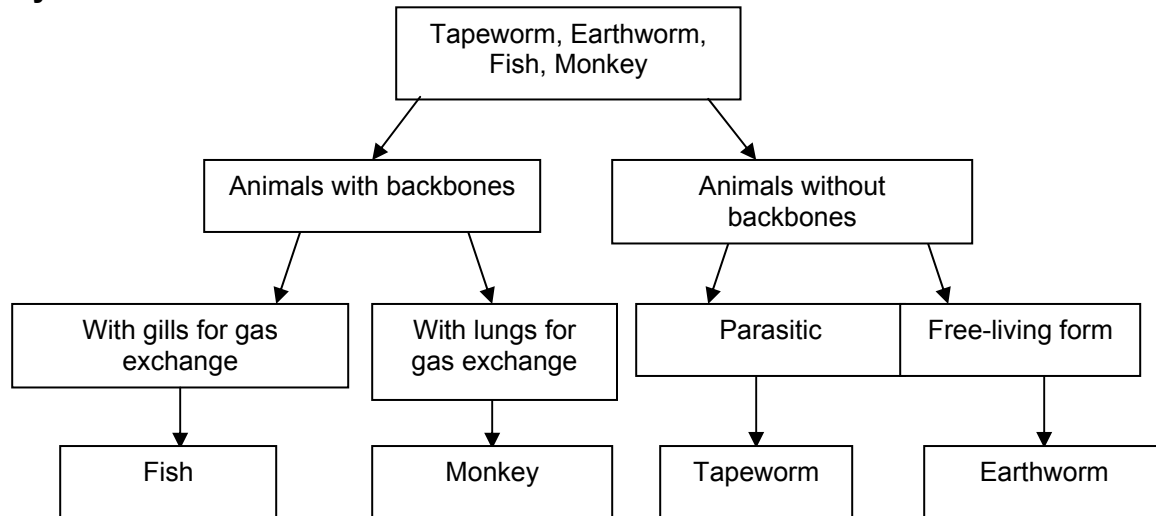 Tapeworm, Earthworm,
Fish, Monkey
Animals with backbones
Animals without
backbones
With gills for gas
exchange
With lungs for
gas exchange
Parasitic
Free-living form
Fish
Monkey
Tapeworm
Earthworm